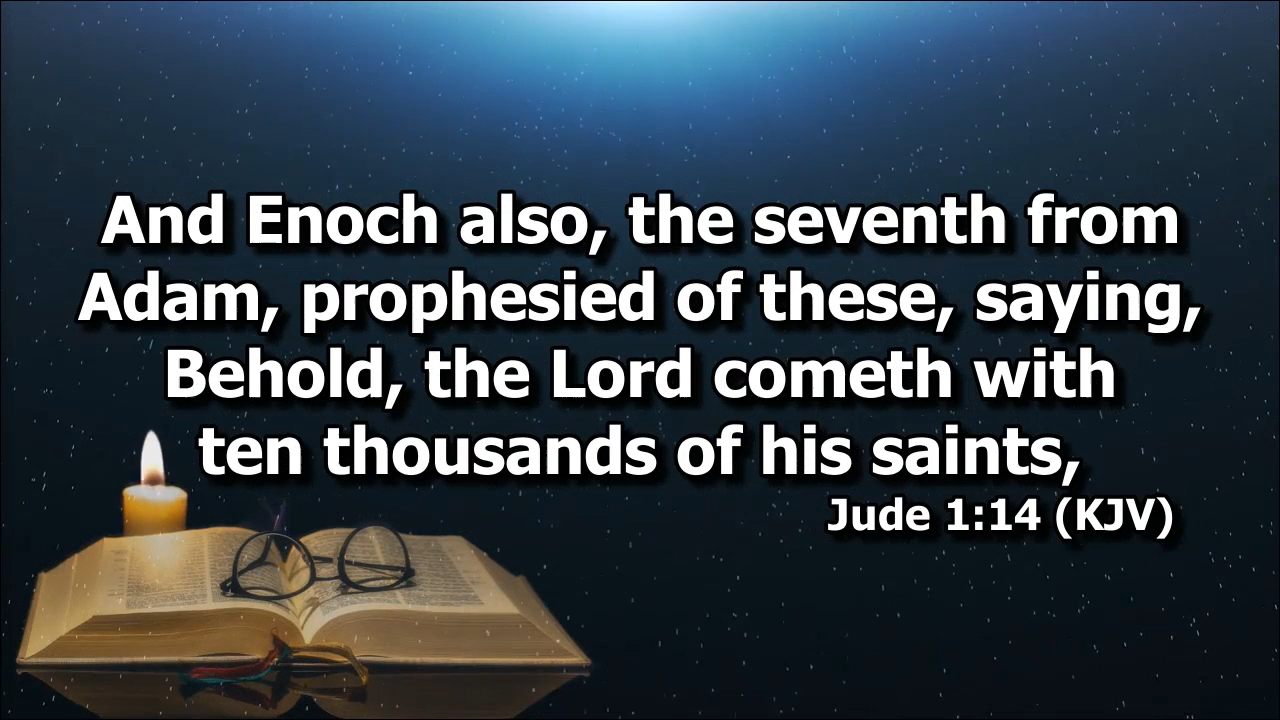 And Enoch also, the seventh from
Adam, prophesied of these, saying,
Behold, the Lord cometh with
ten thousands of his saints,
Jude 1:14 (KJV)